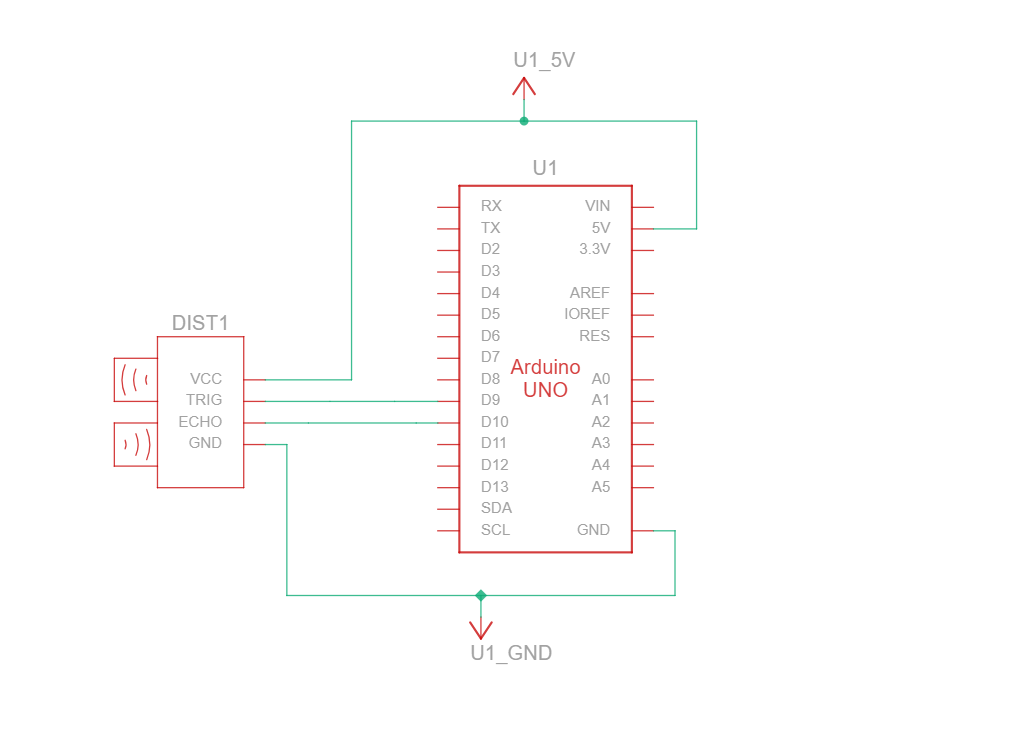 U1_5V
U1
RX VIN
TX 5V
D2 3.3V
D3
D4 AREF
D5 IOREF
D6 RES
D7
Arduino
UNO
D8 A0
D9 A1
D10 A2
D11 A3
D12 A4
D13 A5
SDA
SCL GND
DIST1
VCC
TRIG
ECHO
GND
U1_GND